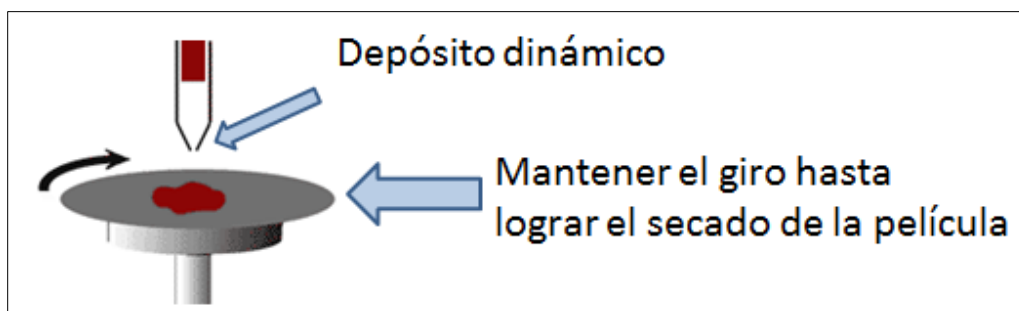 Depósito dinámico
Mantener el giro hasta
lograr el secado de la película